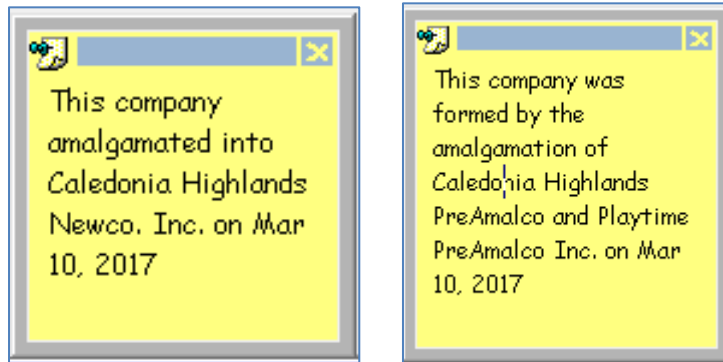 This company
amalgamated into
Caledonia Highlands
Newco. Inc. on Mar
10, 2017
This company was
formed by the
amalgamation of
Caledonia Highlands
PreAmalco and Playtime
PreAmalco Inc. on Mar
10, 2017